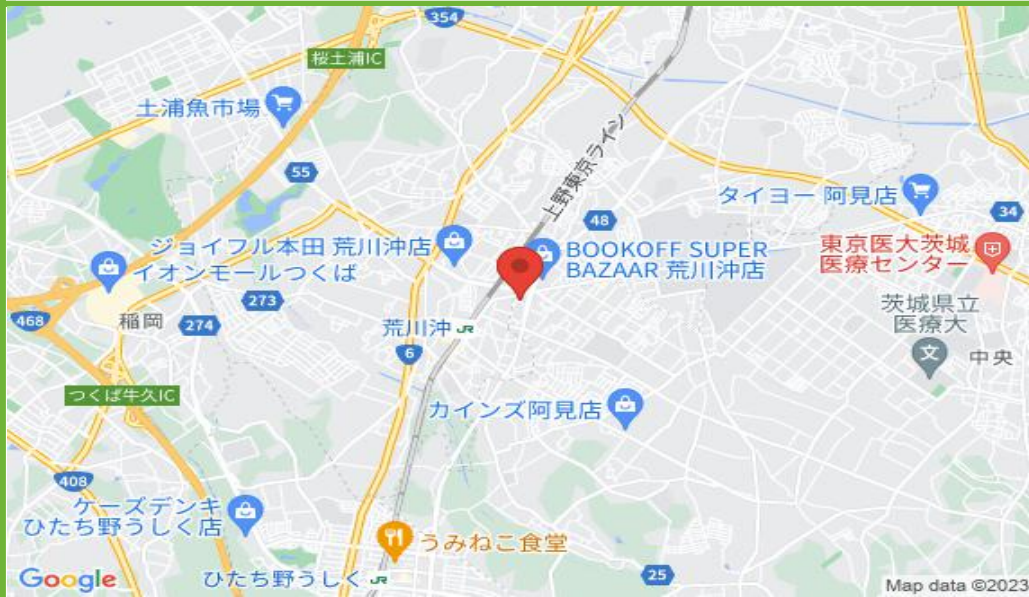 354
桜土浦IC
土浦魚市場
上野東京ライン
55
タイヨー 阿見店
48
34
ジョイフル本田 荒川沖店
BOOKOFF SUPER
BAZAAR 荒川沖店
東京医大茨城
医療センター
イオンモールつくば
273
468
稲岡
274
荒川沖 JR
茨城県立
医療大
6
中央
つくば牛久IC
カインズ阿見店
408
ケーズデンキ
ひたち野うしく店
うみねこ食堂
ひたち野うしく JR
25
Google
Map data ©2023